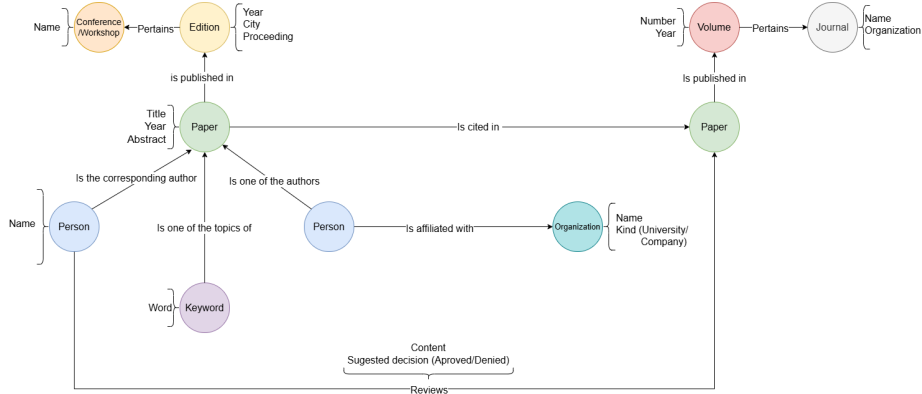 Name
Conference
/Workshop
Pertains
Edition
Year
City
Proceeding
Number
Year
Volume
Pertains
Journal
Name
Organization
is published in
Is published in
Title
Year
Abstract
Paper
Is cited in
Paper
Is the corresponding author
Is one of the authors
Name
Person
Is one of the topics of
Person
Is affiliated with
Organization
Name
Kind (University/
Company)
Word
Keyword
Content
Sugested decision (Aproved/Denied)
Reviews